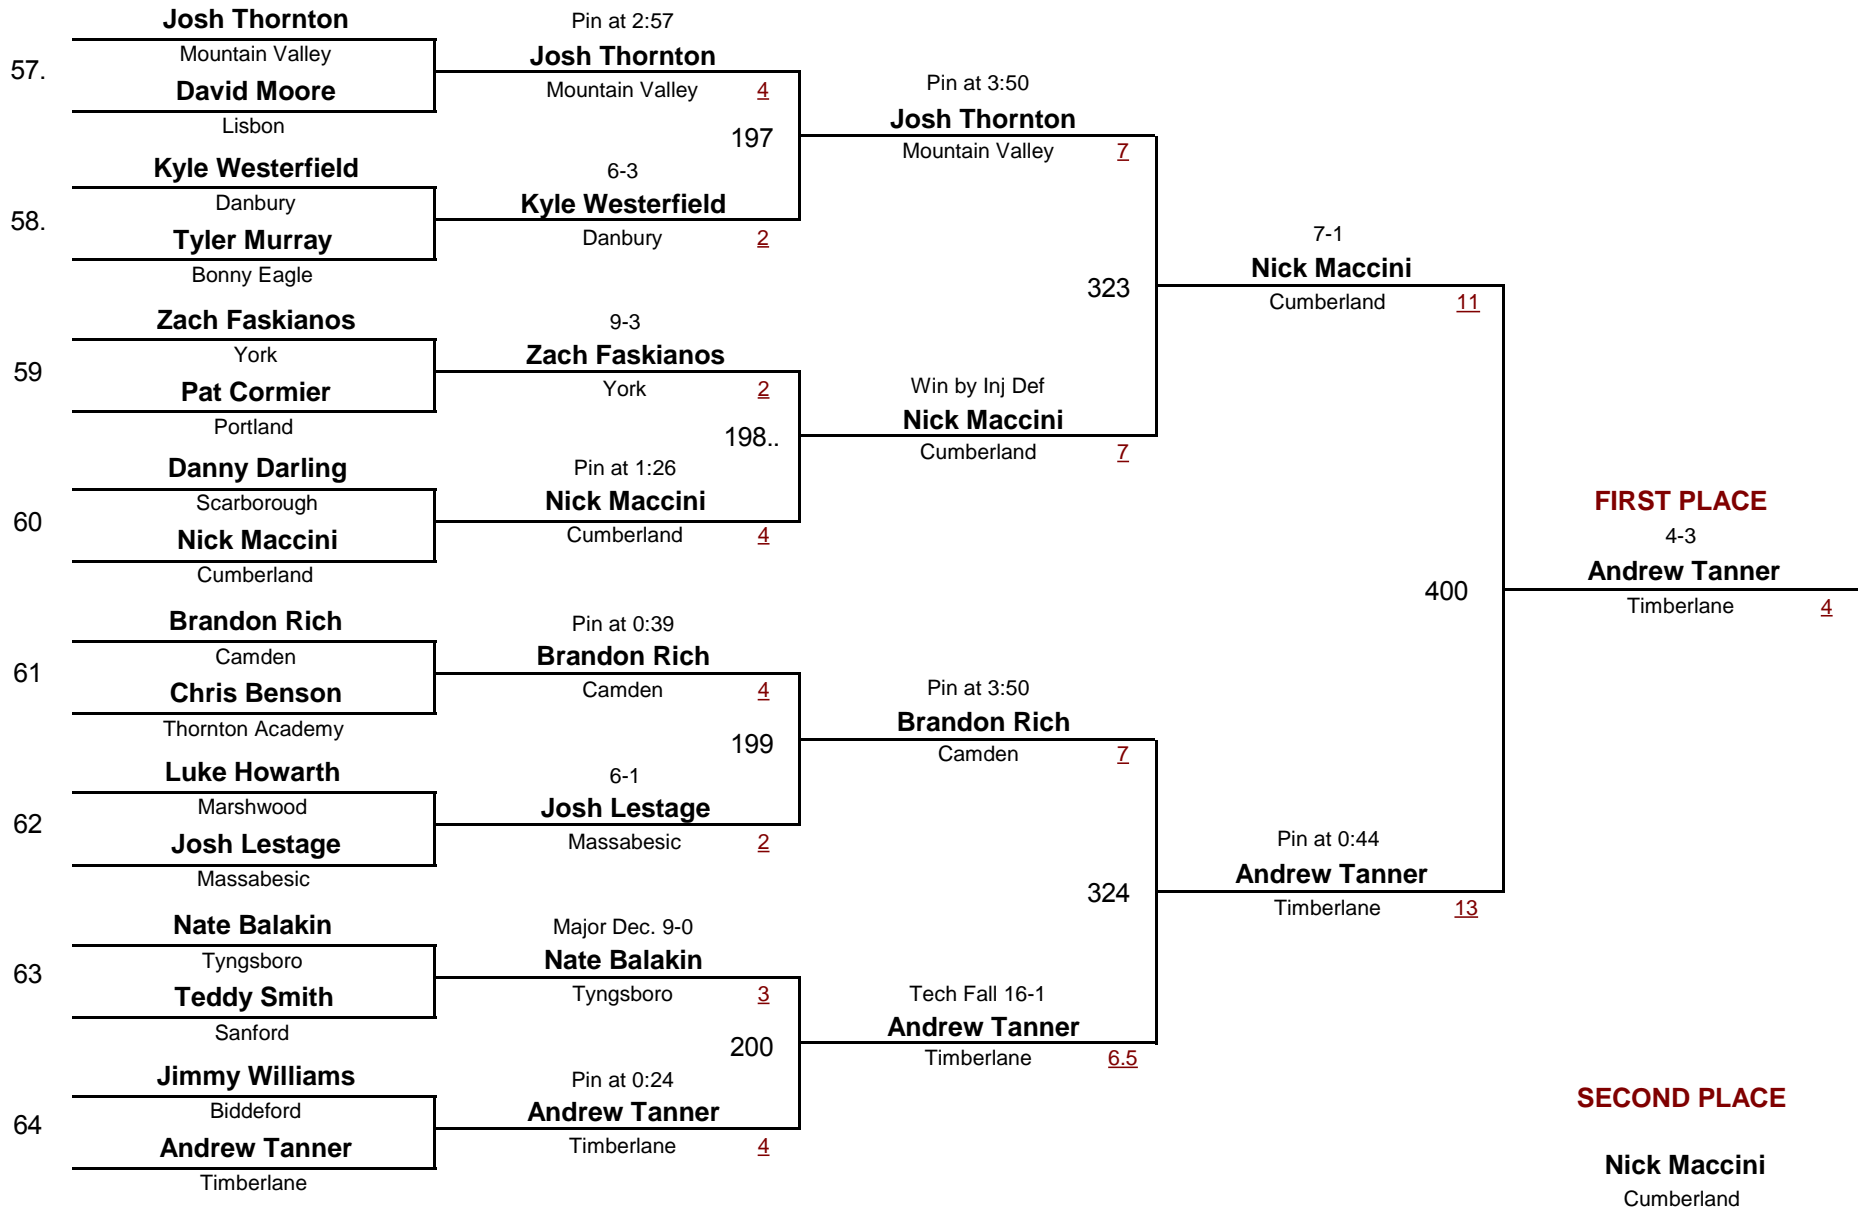 Josh Thornton
Mountain Valley
57.
David Moore
Lisbon
Kyle Westerfield
Danbury
58.
Tyler Murray
Bonny Eagle
Zach Faskianos
York
59
Pat Cormier
Portland
Danny Darling
Scarborough
60
Nick Maccini
Cumberland
Brandon Rich
Camden
61
Chris Benson
Thornton Academy
Luke Howarth
Marshwood
62
Josh Lestage
Massabesic
Nate Balakin
Tyngsboro
63
Teddy Smith
Sanford
Jimmy Williams
Biddeford
64
Andrew Tanner
Timberlane
Pin at 2:57
Josh Thornton
Mountain Valley 4
197
6-3
Kyle Westerfield
Danbury 2
9-3
Zach Faskianos
York 2
198..
Pin at 1:26
Nick Maccini
Cumberland 4
Pin at 0:39
Brandon Rich
Camden 4
199
6-1
Josh Lestage
Massabesic 2
Major Dec. 9-0
Nate Balakin
Tyngsboro 3
200
Pin at 0:24
Andrew Tanner
Timberlane 4
Pin at 3:50
Josh Thornton
Mountain Valley 7
323
Win by Inj Def
Nick Maccini
Cumberland 7
Pin at 3:50
Brandon Rich
Camden 7
324
Tech Fall 16-1
Andrew Tanner
Timberlane 6.5
7-1
Nick Maccini
Cumberland 11
400
Pin at 0:44
Andrew Tanner
Timberlane 13
FIRST PLACE
4-3
Andrew Tanner
Timberlane 4
SECOND PLACE
Nick Maccini
Cumberland